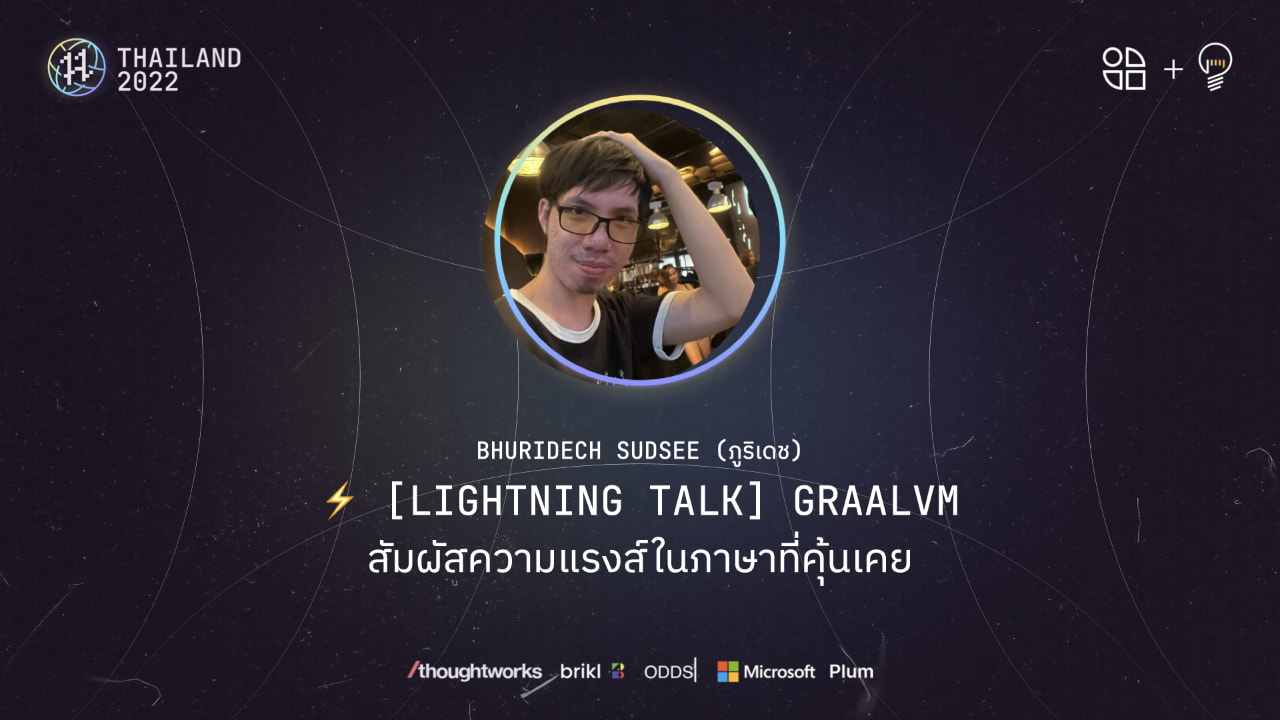 THAILAND
2022
BHURIDECH SUDSEE (ภูริเดช)
⚡ [LIGHTNING TALK] GRAALVM
สัมผัสความแรงส์ในภาษาที่คุ้นเคย
/thoughtworks brikl ODDS| Microsoft Plum